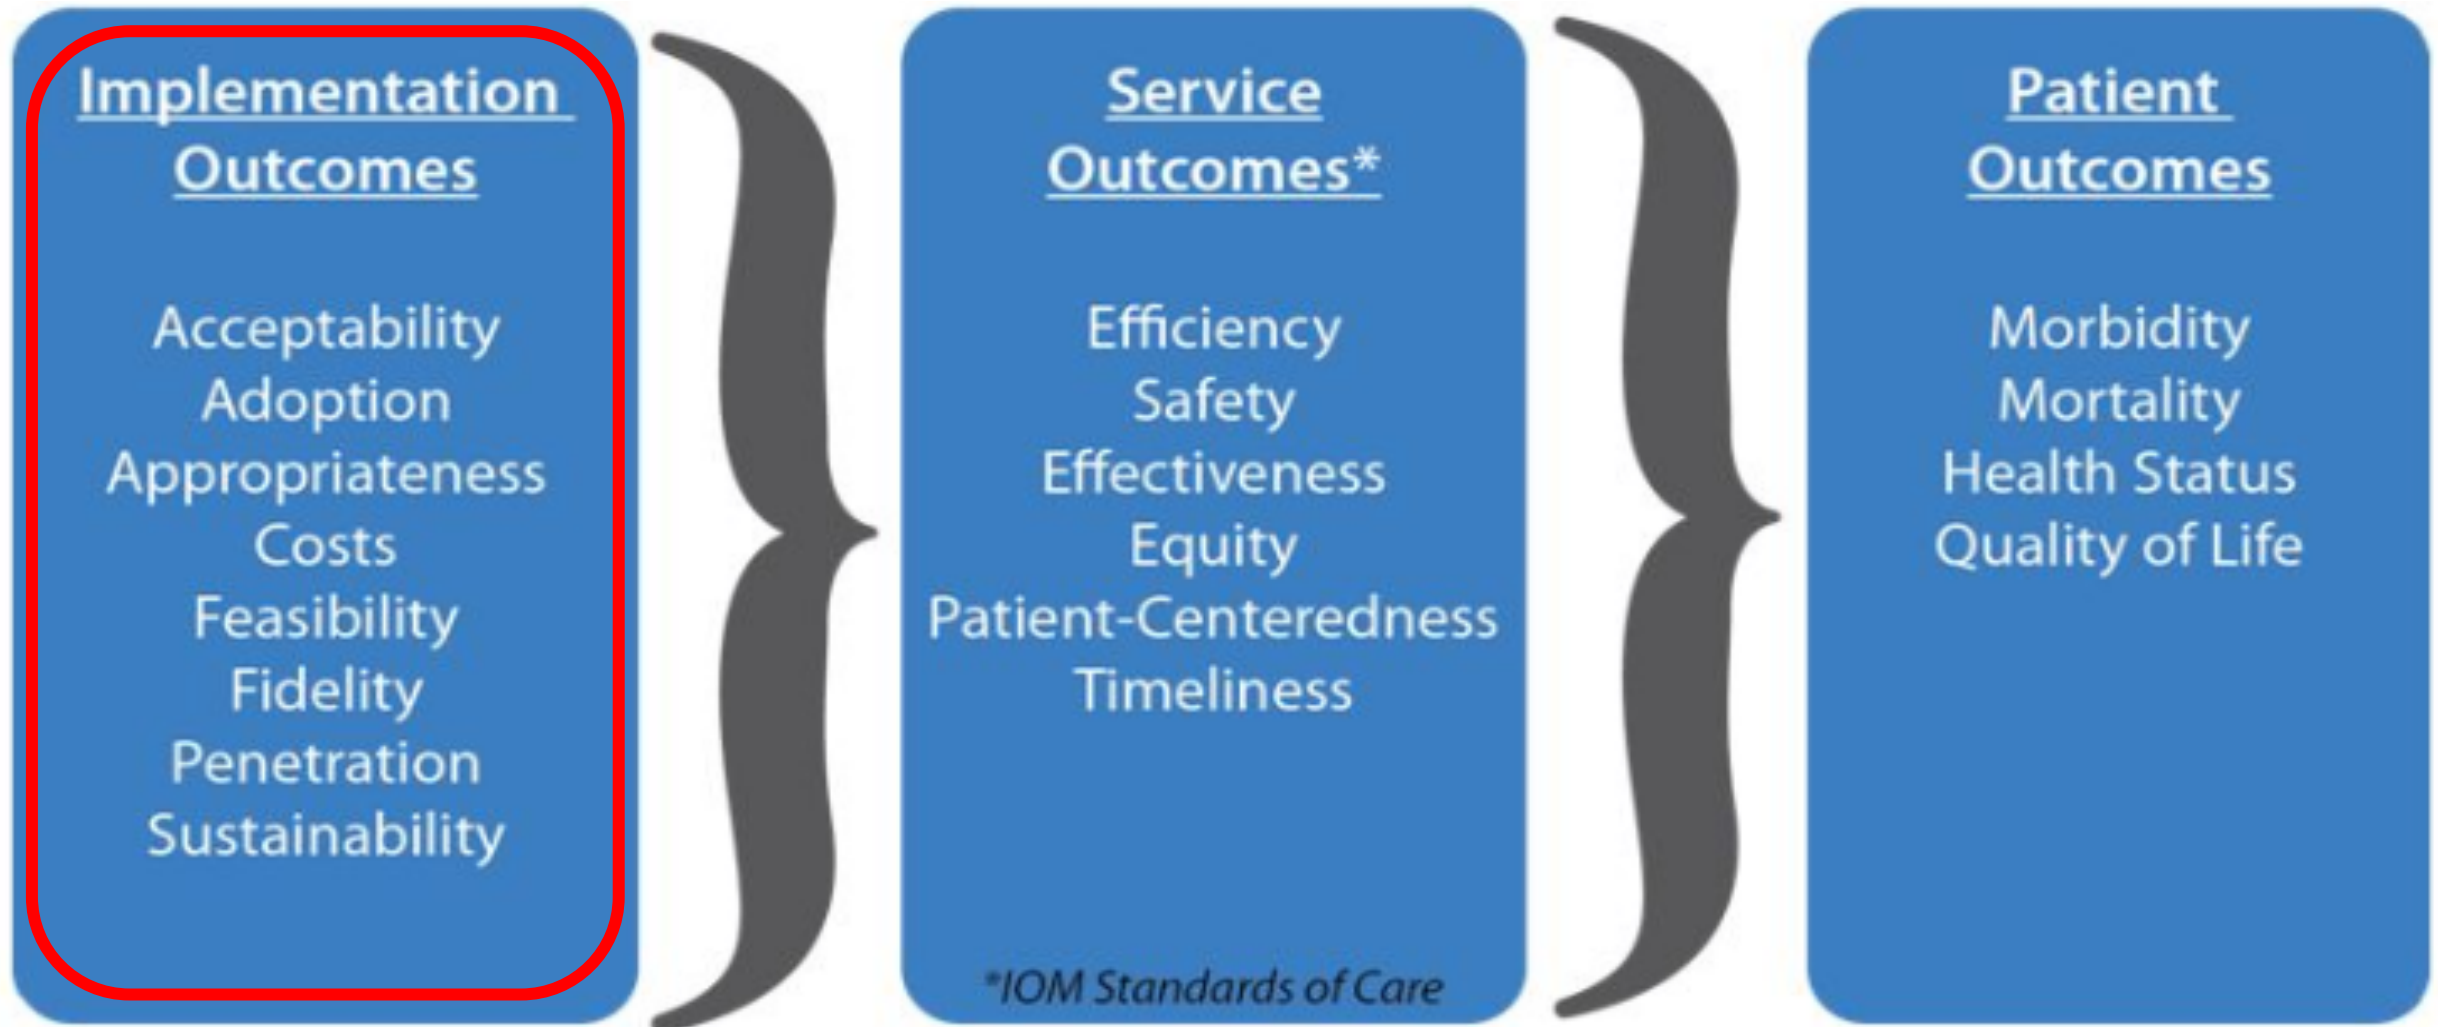 Implementation
Outcomes
Acceptability
Adoption
Appropriateness
Costs
Feasibility
Fidelity
Penetration
Sustainability
Service
Outcomes*
Efficiency
Safety
Effectiveness
Equity
Patient-Centeredness
Timeliness
*IOM Standards of Care
Patient
Outcomes
Morbidity
Mortality
Health Status
Quality of Life